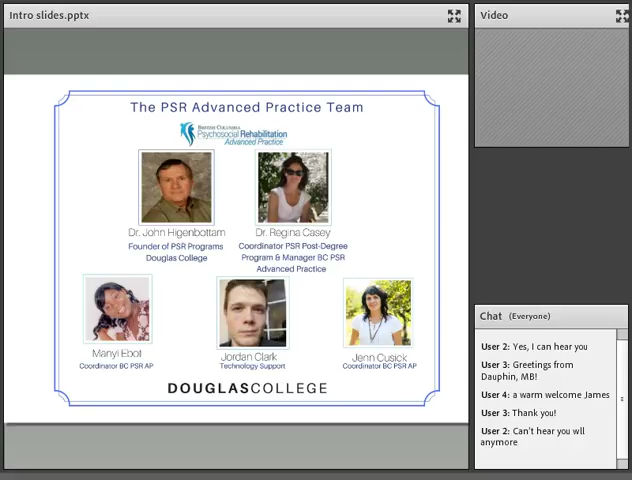 Intro slides.pptx
Video
The PSR Advanced Practice Team
British Columbia
Psychosocial Rehabilitation
Advanced Practice
Dr. John Higenbottam
Founder of PSR Programs
Douglas College
Dr. Regina Casey
Coordinator PSR Post-Degree
Program & Manager BC PSR
Advanced Practice
Manyi Ebot
Coordinator BC PSR AP
Jordan Clark
Technology Support
Jenn Cusick
Coordinator BC PSR AP
DOUGLASCOLLEGE
Chat (Everyone)
User 2: Yes, I can hear you
User 3: Greetings from
Dauphin, MB!
User 4: a warm welcome James
User 3: Thank you!
User 2: Can't hear you wll
anymore